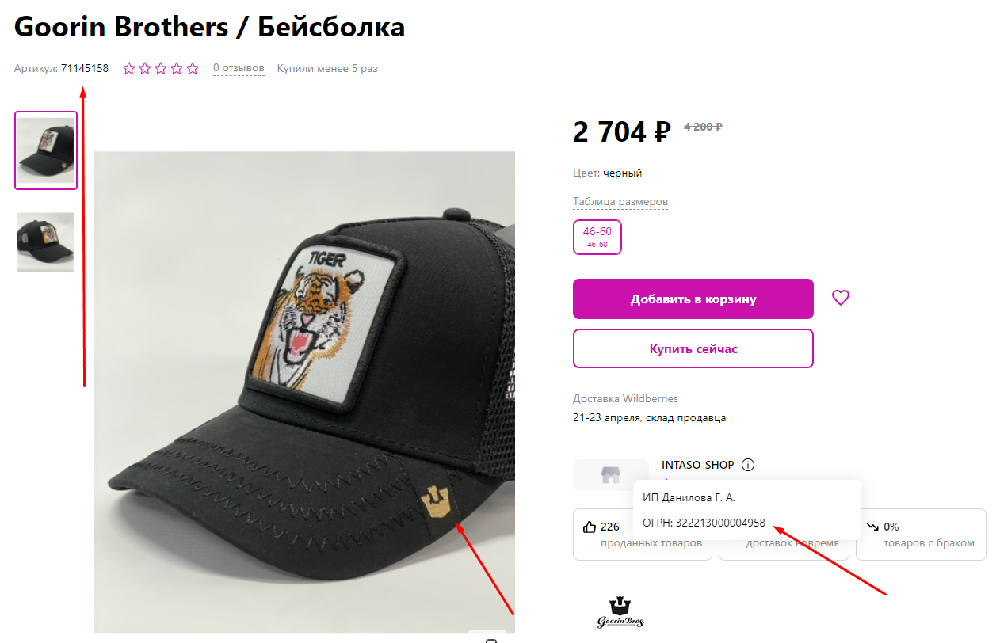 Goorin Brothers / Бейсболка
Артикул: 71145158 0 отзывов Купили менее 5 раз
2 704 ₽ 4 200 ₽
Цвет: черный
Таблица размеров
46-60
46-60
Добавить в корзину
Купить сейчас
Доставка Wildberries
21-23 апреля, склад продавца
INTASO-SHOP
ИП Данилова Г. А.
ОГРН: 322213000004958
226
проданных товаров
доставок вовремя
0%
товаров с браком
TIGER
Goorin Bros